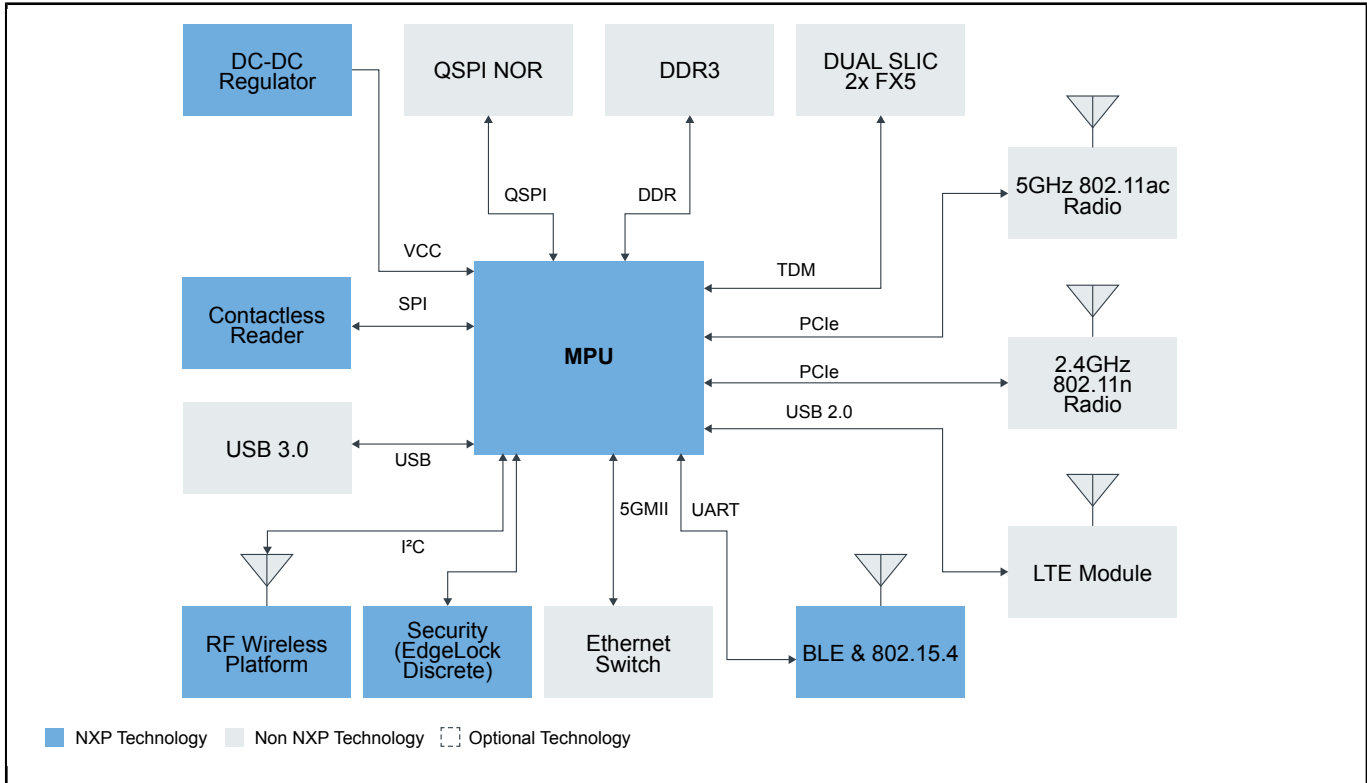 DC-DC
Regulator
QSPI NOR
DDR3
DUAL SLIC
2x FX5
5GHz 802.11ac
Radio
QSPI
DDR
VCC
TDM
Contactless
Reader
SPI
MPU
PCIe
PCIe
2.4GHz
802.11n
Radio
USB 2.0
USB 3.0
USB
5GMII
UART
I²C
LTE Module
RF Wireless
Platform
Security
(EdgeLock
Discrete)
Ethernet
Switch
BLE & 802.15.4
NXP Technology
Non NXP Technology
Optional Technology